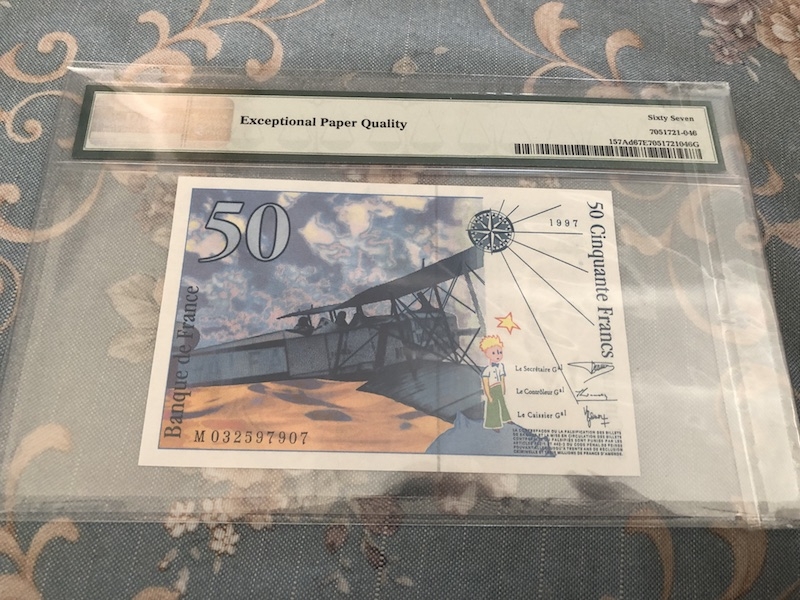 Exceptional Paper Quality
Sixty Seven
7051721-046
157Ad67E7051721046G
50
1997
50 Cinquante Francs
Banque de France
Le Secrétaire Gal
Le Contrôleur Gal
Le Caissier Gal
M032597907